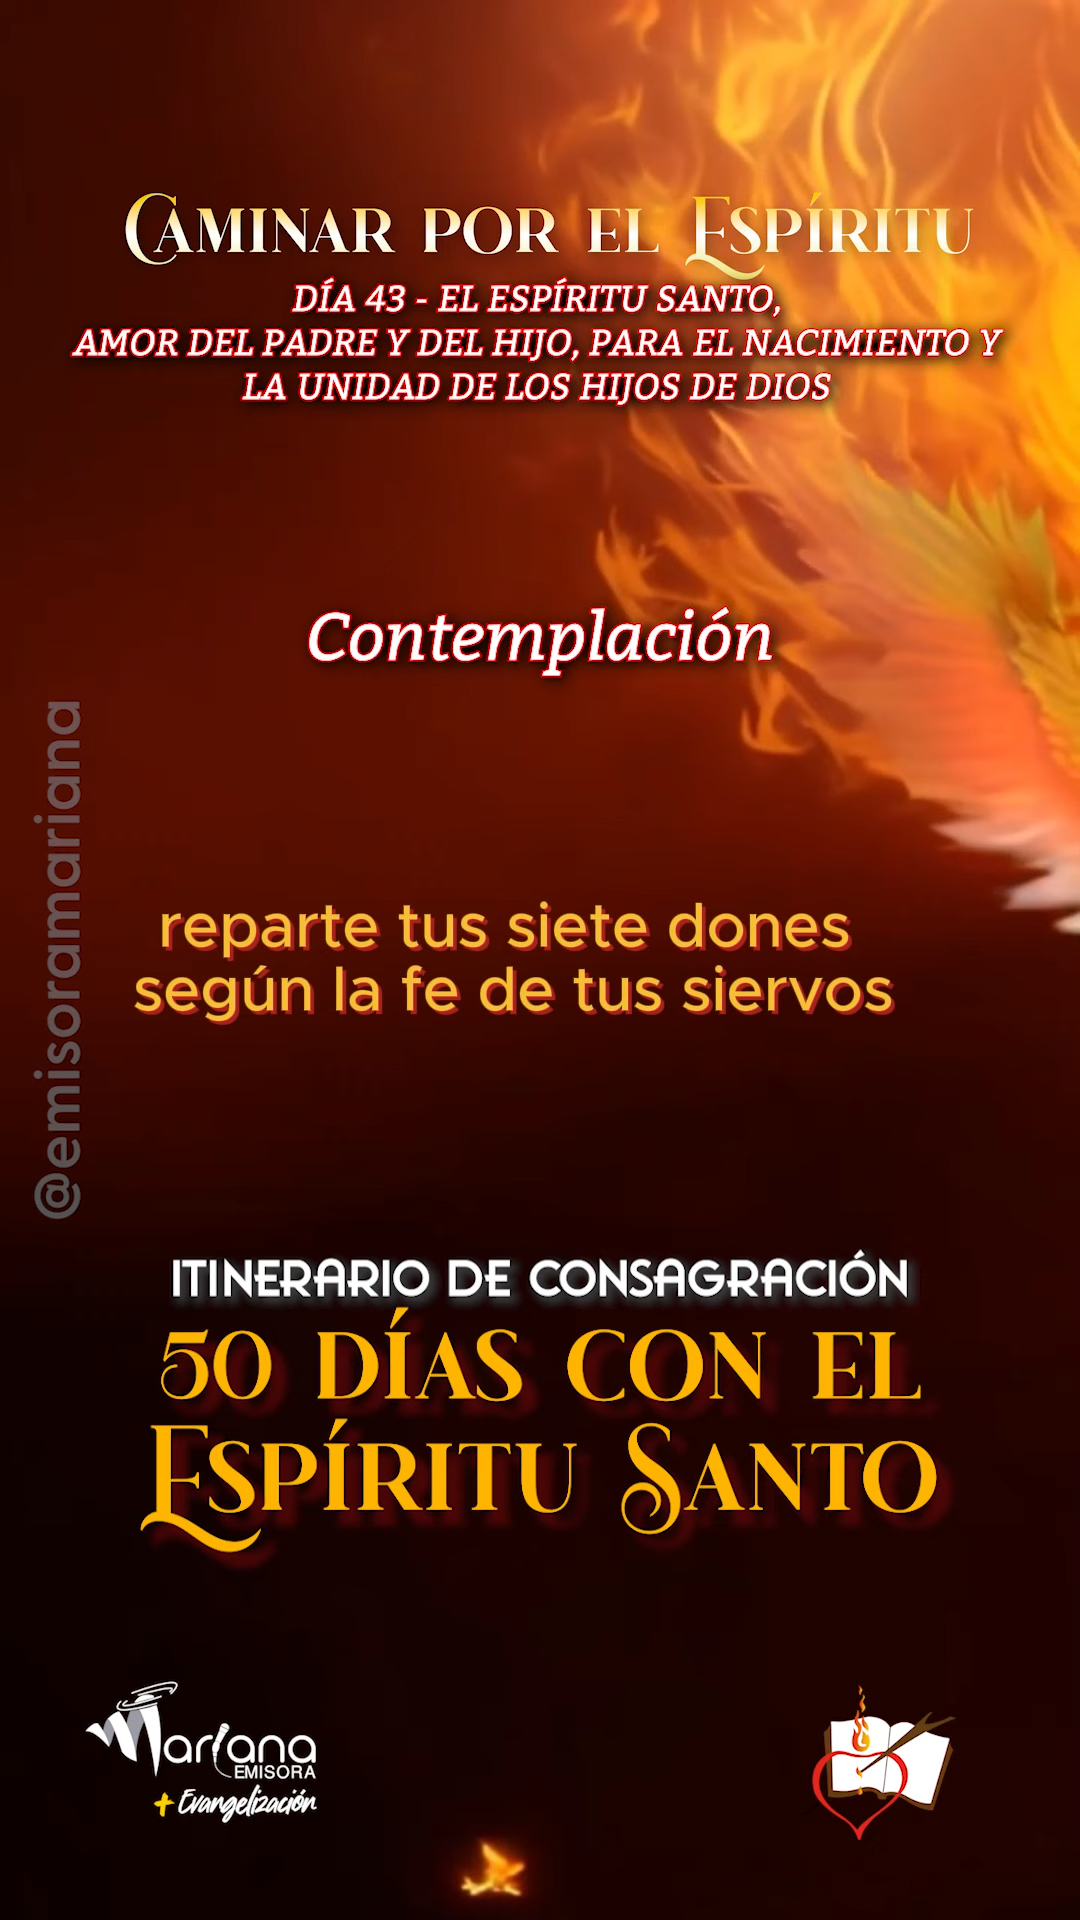 CAMINAR POR EL ESPÍRITU
DÍA 43 - EL ESPÍRITU SANTO,
AMOR DEL PADRE Y DEL HIJO, PARA EL NACIMIENTO Y
LA UNIDAD DE LOS HIJOS DE DIOS
Contemplación
@emisoramariana
reparte tus siete dones
según la fe de tus siervos
ITINERARIO DE CONSAGRACIÓN
50 DÍAS CON EL
ESPÍRITU SANTO
Mariana
EMISORA
+ Evangelización